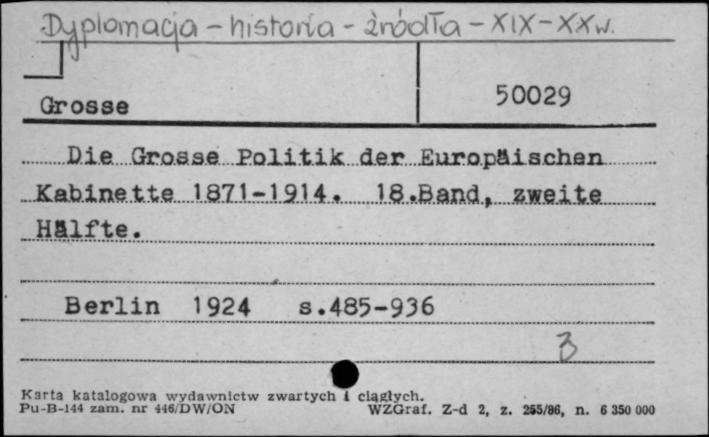 Dyplomacja - historia - źródła - XIX - XX w.
Grosse
50029
Die Grosse Politik der Europäischen
Kabinette 1871-1914. 18.Band, zweite
Hälfte.
Berlin 1924 s.485-936
3
Karta katalogowa wydawnictw zwartych i ciągłych.
Pu-B-144 zam. nr 446/DW/ON WZGraf. Z-d 2, z. 255/86, n. 6 350 000